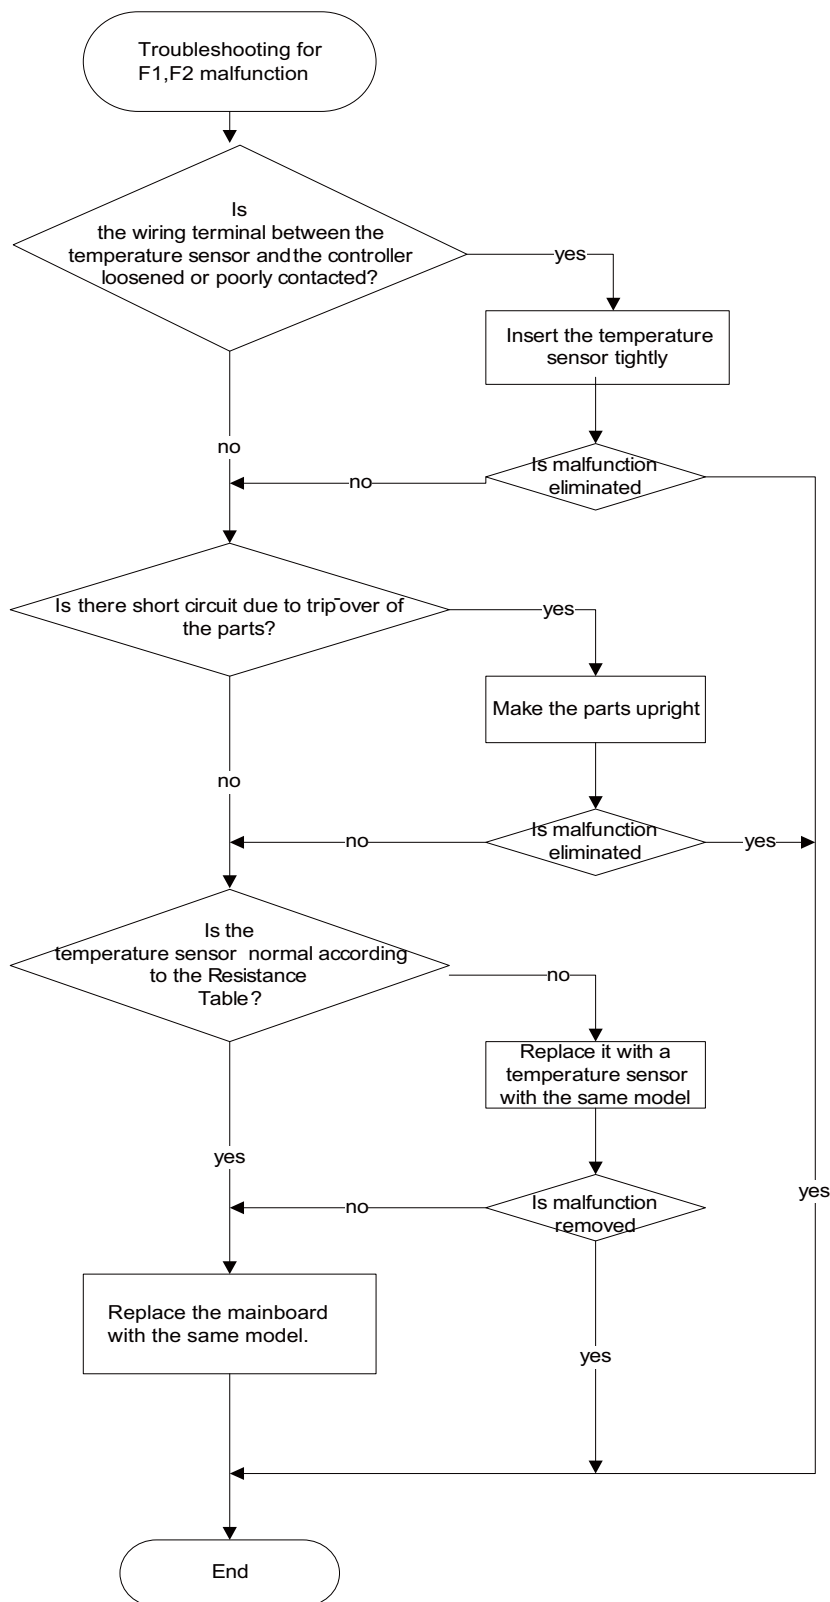 Troubleshooting for
F1,F2 malfunction
Is
the wiring terminal between the
temperature sensor and the controller
loosened or poorly contacted?
yes
Insert the temperature
sensor tightly
no
Is malfunction
eliminated
no
Is there short circuit due to trip-over of
the parts?
yes
Make the parts upright
no
Is malfunction
eliminated
no
yes
Is the
temperature sensor normal according
to the Resistance
Table?
no
Replace it with a
temperature sensor
with the same model
yes
Is malfunction
removed
no
yes
Replace the mainboard
with the same model.
yes
End